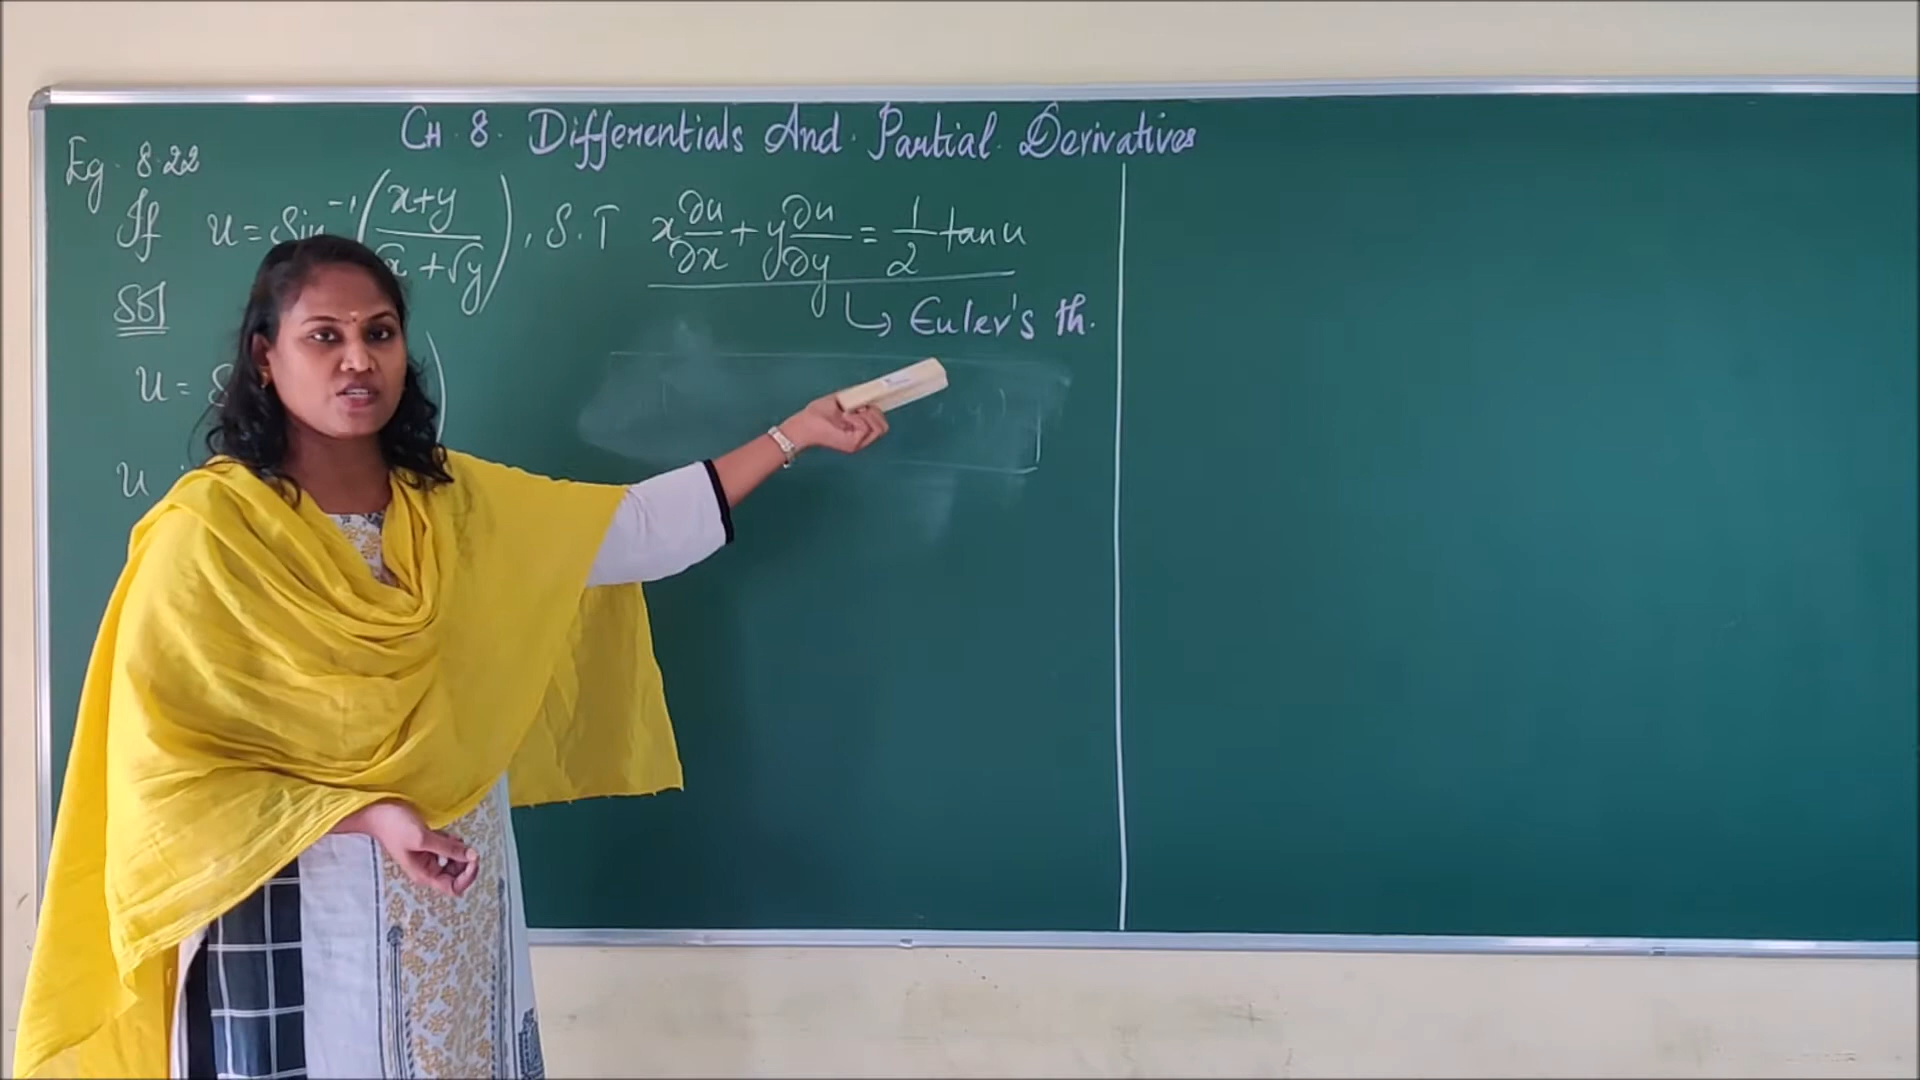 CH 8. Differentials And Partial Derivatives
Eg. 8.22
If u = Sin⁻¹((x+y)/(√x+√y)), S.T x ∂u/∂x + y ∂u/∂y = 1/2 tan u
Sol
↳ Euler's th.
u = S
u